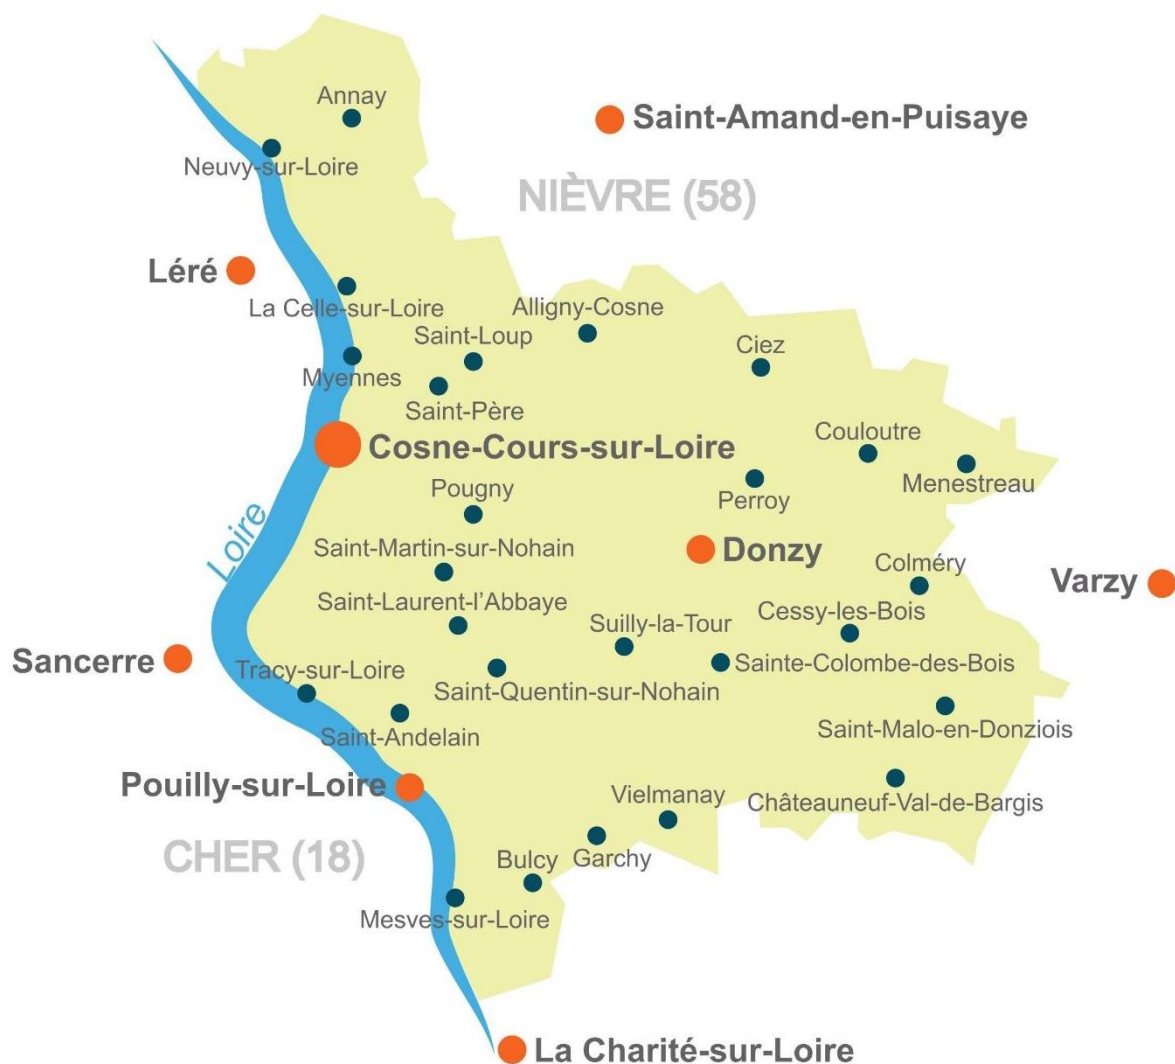 Annay
Saint-Amand-en-Puisaye
Neuvy-sur-Loire
NIÈVRE (58)
Léré
La Celle-sur-Loire
Alligny-Cosne
Saint-Loup
Ciez
Myennes
Saint-Père
Cosne-Cours-sur-Loire
Couloutre
Menestreau
Pougny
Perroy
Loire
Saint-Martin-sur-Nohain
Donzy
Colméry
Varzy
Saint-Laurent-l'Abbaye
Cessy-les-Bois
Suilly-la-Tour
Sancerre
Tracy-sur-Loire
Sainte-Colombe-des-Bois
Saint-Quentin-sur-Nohain
Saint-Andelain
Saint-Malo-en-Donziois
Pouilly-sur-Loire
Vielmanay
Châteauneuf-Val-de-Bargis
CHER (18)
Bulcy
Garchy
Mesves-sur-Loire
La Charité-sur-Loire